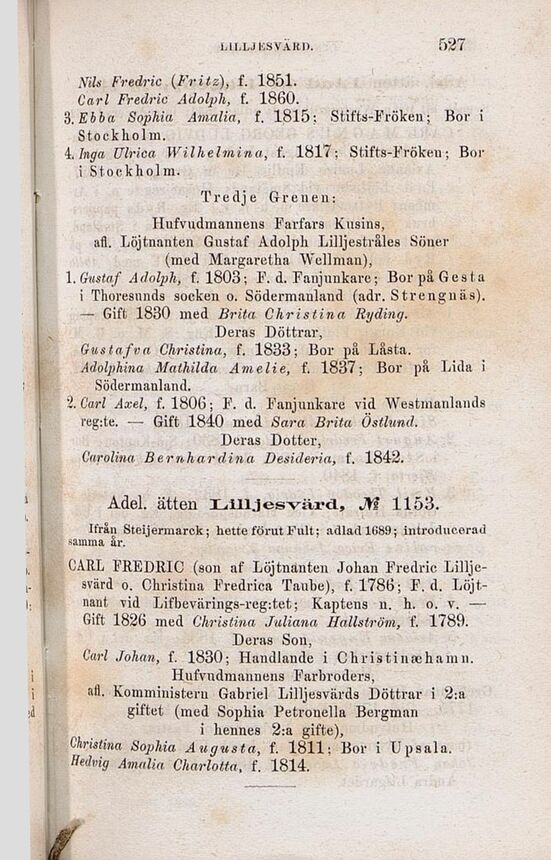 LILLJESVÄRD. 527
Nils Fredric (Fritz), f. 1851.
Carl Fredric Adolph, f. 1860.
3. Ebba Sophia Amalia, f. 1815; Stifts-Fröken; Bor i
Stockholm.
4. Inga Ulrica Wilhelmina, f. 1817; Stifts-Fröken; Bor
i Stockholm.
Tredje Grenen:
Hufvudmannens Farfars Kusins,
afl. Löjtnanten Gustaf Adolph Lilljestråles Söner
(med Margaretha Wellman),
1. Gustaf Adolph, f. 1803; F. d. Fanjunkare; Bor på Gesta
i Thoresunds socken o. Södermanland (adr. Strengnäs).
— Gift 1830 med Brita Christina Ryding.
Deras Döttrar,
Gustafva Christina, f. 1833; Bor på Låsta.
Adolphina Mathilda Amelie, f. 1837; Bor på Lida i
Södermanland.
2. Carl Axel, f. 1806; F. d. Fanjunkare vid Westmanlands
reg:te. — Gift 1840 med Sara Brita Östlund.
Deras Dotter,
Carolina Bernhardina Desideria, f. 1842.
Adel. ätten Lilljesvärd, № 1153.
Ifrån Steijermarck; hette förut Fult; adlad 1689; introducerad
samma år.
CARL FREDRIC (son af Löjtnanten Johan Fredric Lillje-
svärd o. Christina Fredrica Taube), f. 1786; F. d. Löjt-
nant vid Lifbevärings-reg:tet; Kaptens n. h. o. v. —
Gift 1826 med Christina Juliana Hallström, f. 1789.
Deras Son,
Carl Johan, f. 1830; Handlande i Christinæhamn.
Hufvudmannens Farbroders,
afl. Komministern Gabriel Lilljesvärds Döttrar i 2:a
giftet (med Sophia Petronella Bergman
i hennes 2:a gifte),
Christina Sophia Augusta, f. 1811; Bor i Upsala.
Hedvig Amalia Charlotta, f. 1814.